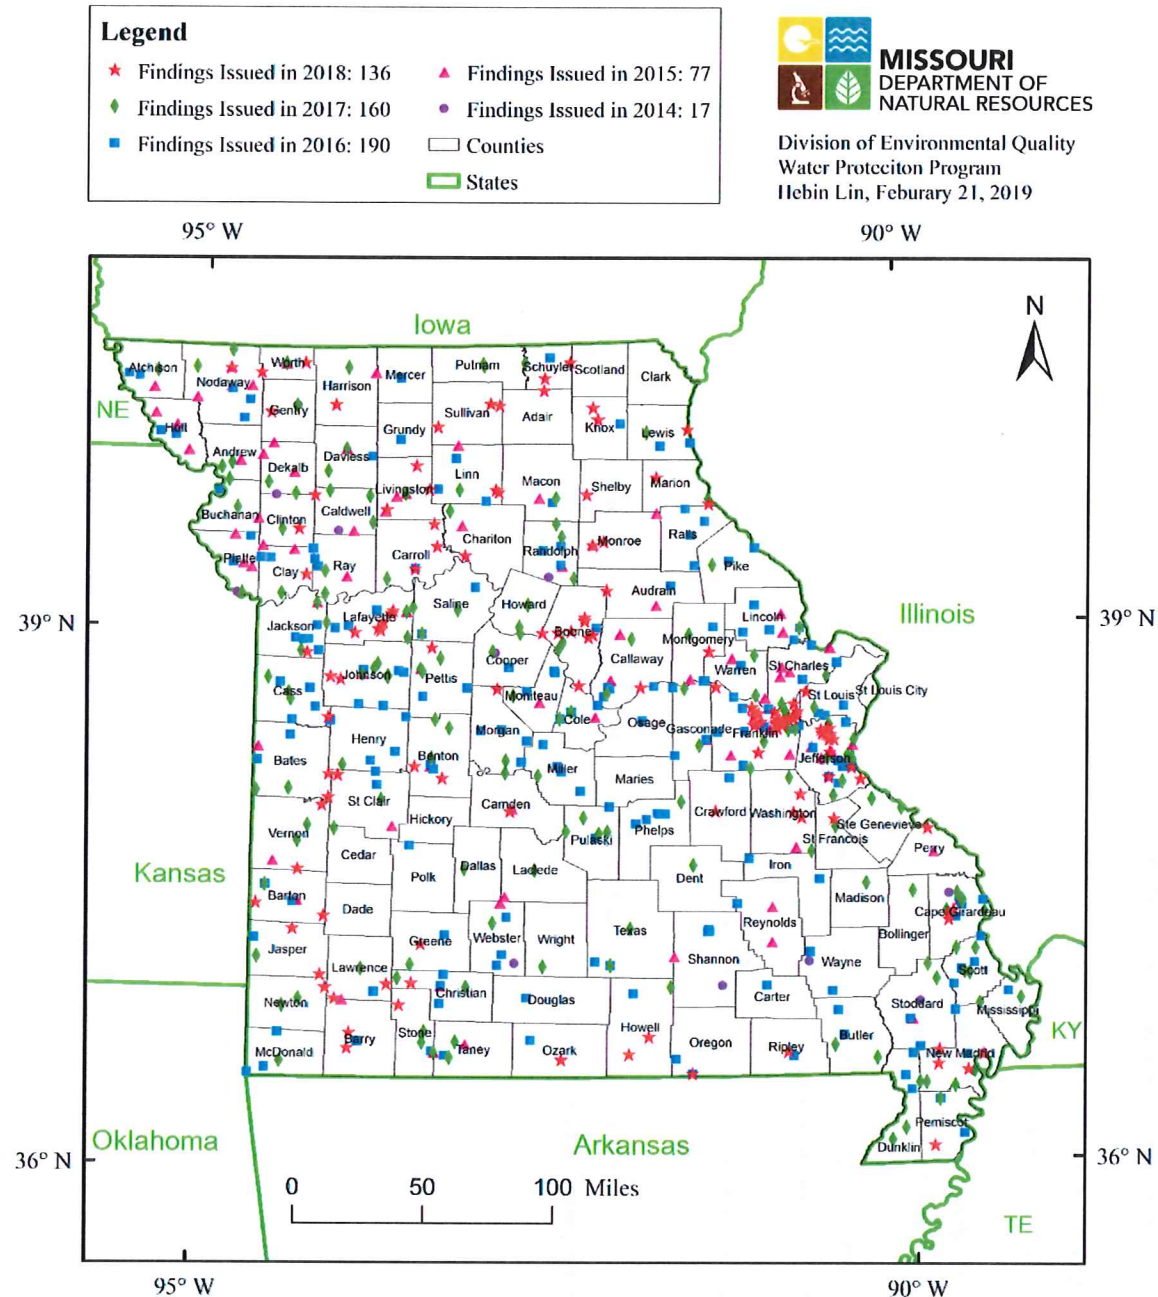 Legend
Findings Issued in 2018: 136
Findings Issued in 2017: 160
Findings Issued in 2016: 190
Findings Issued in 2015: 77
Findings Issued in 2014: 17
Counties
States
MISSOURI
DEPARTMENT OF
NATURAL RESOURCES
Division of Environmental Quality
Water Proteciton Program
Hebin Lin, Feburary 21, 2019
95° W
90° W
N
Iowa
Atchison
Nodaway
Worth
Harrison
Mercer
Putnam
Schuyler
Scotland
Clark
NE
Holt
Gentry
Sullivan
Adair
Knox
Lewis
Grundy
Andrew
Dekalb
Daviess
Livingston
Linn
Macon
Shelby
Marion
Buchanan
Clinton
Caldwell
Chariton
Randolph
Monroe
Ralls
Platte
Clay
Ray
Carroll
Pike
Audrain
39° N
Jackson
Lafayette
Saline
Howard
Boone
Lincoln
Illinois
39° N
Cooper
Callaway
Montgomery
Warren
St Charles
Cass
Johnson
Pettis
Moniteau
Cole
Osage
Gasconade
Franklin
St Louis
St Louis City
Morgan
Henry
Benton
Miller
Jefferson
Bates
Maries
St Clair
Camden
Crawford
Washington
Hickory
Phelps
Ste Genevieve
St Francois
Vernon
Pulaski
Perry
Kansas
Cedar
Dallas
Laclede
Dent
Iron
Polk
Madison
Barton
Dade
Reynolds
Cape Girardeau
Bollinger
Jasper
Greene
Webster
Wright
Texas
Shannon
Wayne
Lawrence
Scott
Newton
Christian
Douglas
Carter
Stoddard
Mississippi
Howell
Stone
Barry
Taney
Ozark
Oregon
Ripley
Butler
KY
McDonald
New Madrid
Pemiscot
Dunklin
Oklahoma
Arkansas
36° N
36° N
0 50 100 Miles
TE
95° W
90° W